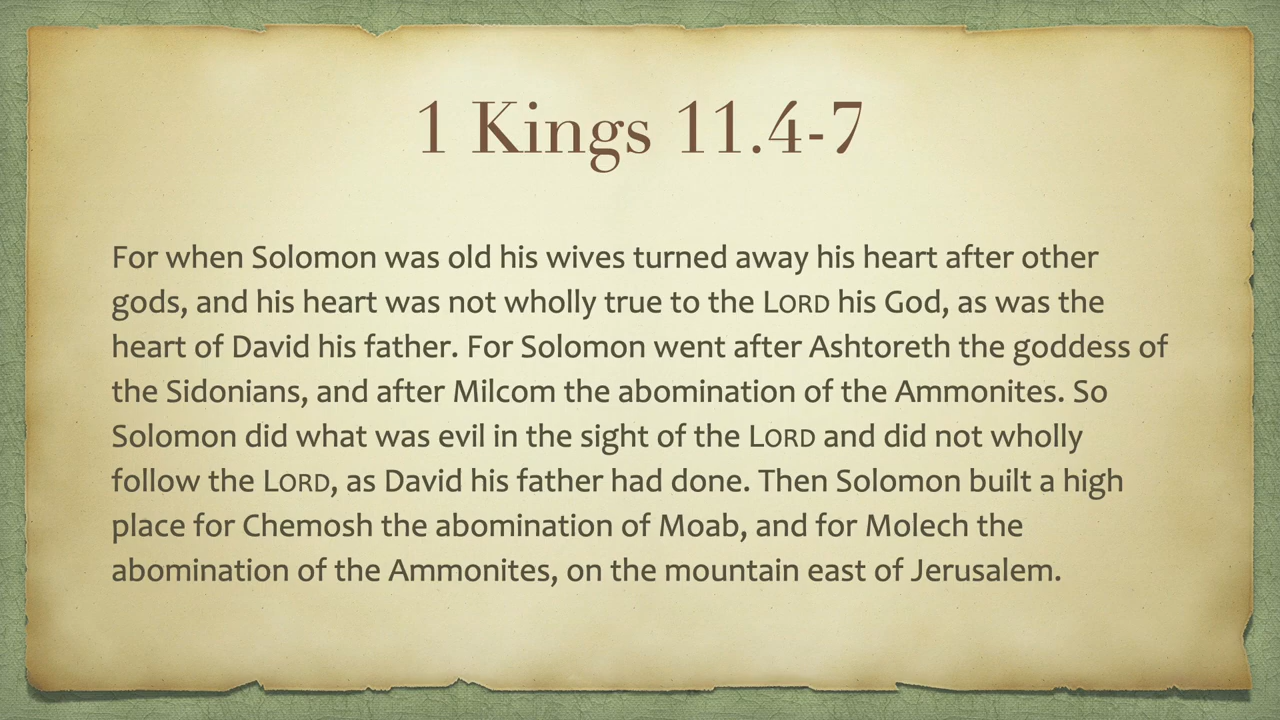 1 Kings 11.4-7
For when Solomon was old his wives turned away his heart after other
gods, and his heart was not wholly true to the LORD his God, as was the
heart of David his father. For Solomon went after Ashtoreth the goddess of
the Sidonians, and after Milcom the abomination of the Ammonites. So
Solomon did what was evil in the sight of the LORD and did not wholly
follow the LORD, as David his father had done. Then Solomon built a high
place for Chemosh the abomination of Moab, and for Molech the
abomination of the Ammonites, on the mountain east of Jerusalem.